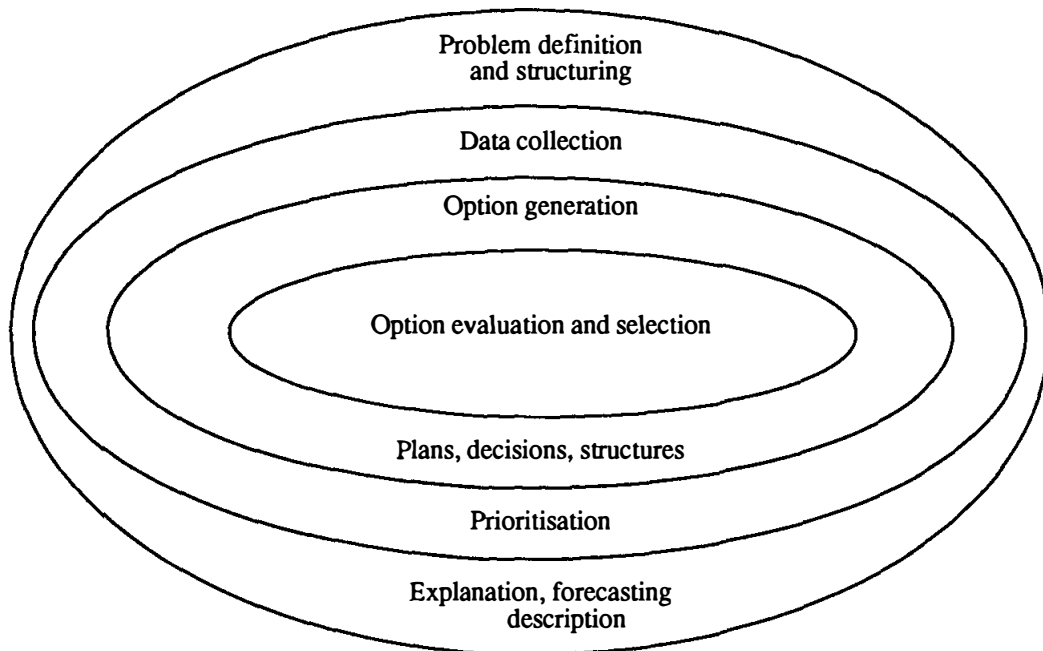 Problem definition
and structuring
Data collection
Option generation
Option evaluation and selection
Plans, decisions, structures
Prioritisation
Explanation, forecasting
description